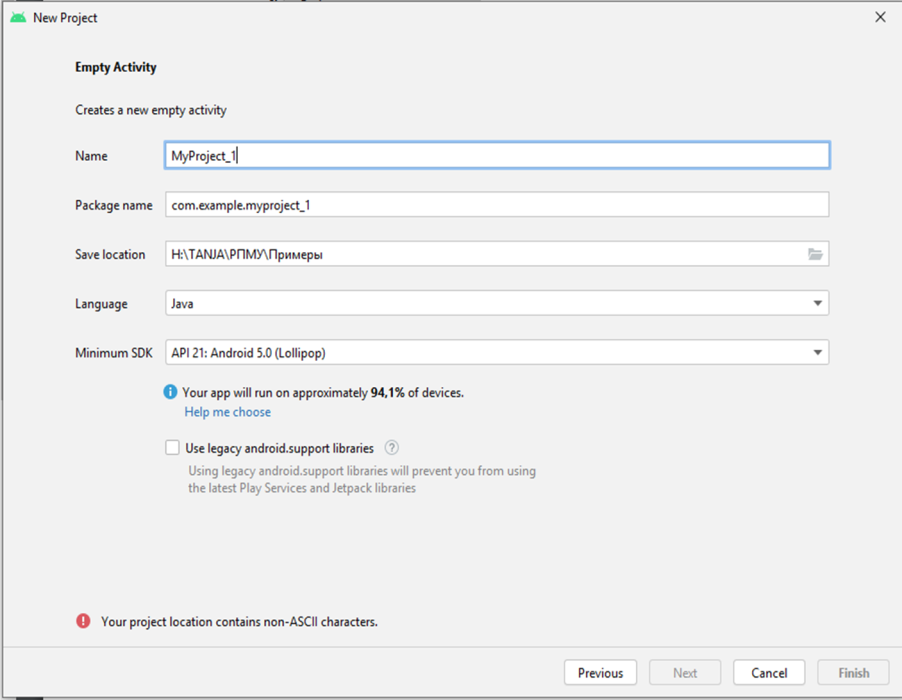 New Project
Empty Activity
Creates a new empty activity
Name MyProject_1
Package name com.example.myproject_1
Save location H:\TANJA\РПМУ\Примеры
Language Java
Minimum SDK API 21: Android 5.0 (Lollipop)
Your app will run on approximately 94,1% of devices.
Help me choose
Use legacy android.support libraries ?
Using legacy android.support libraries will prevent you from using
the latest Play Services and Jetpack libraries
Your project location contains non-ASCII characters.
Previous Next Cancel Finish